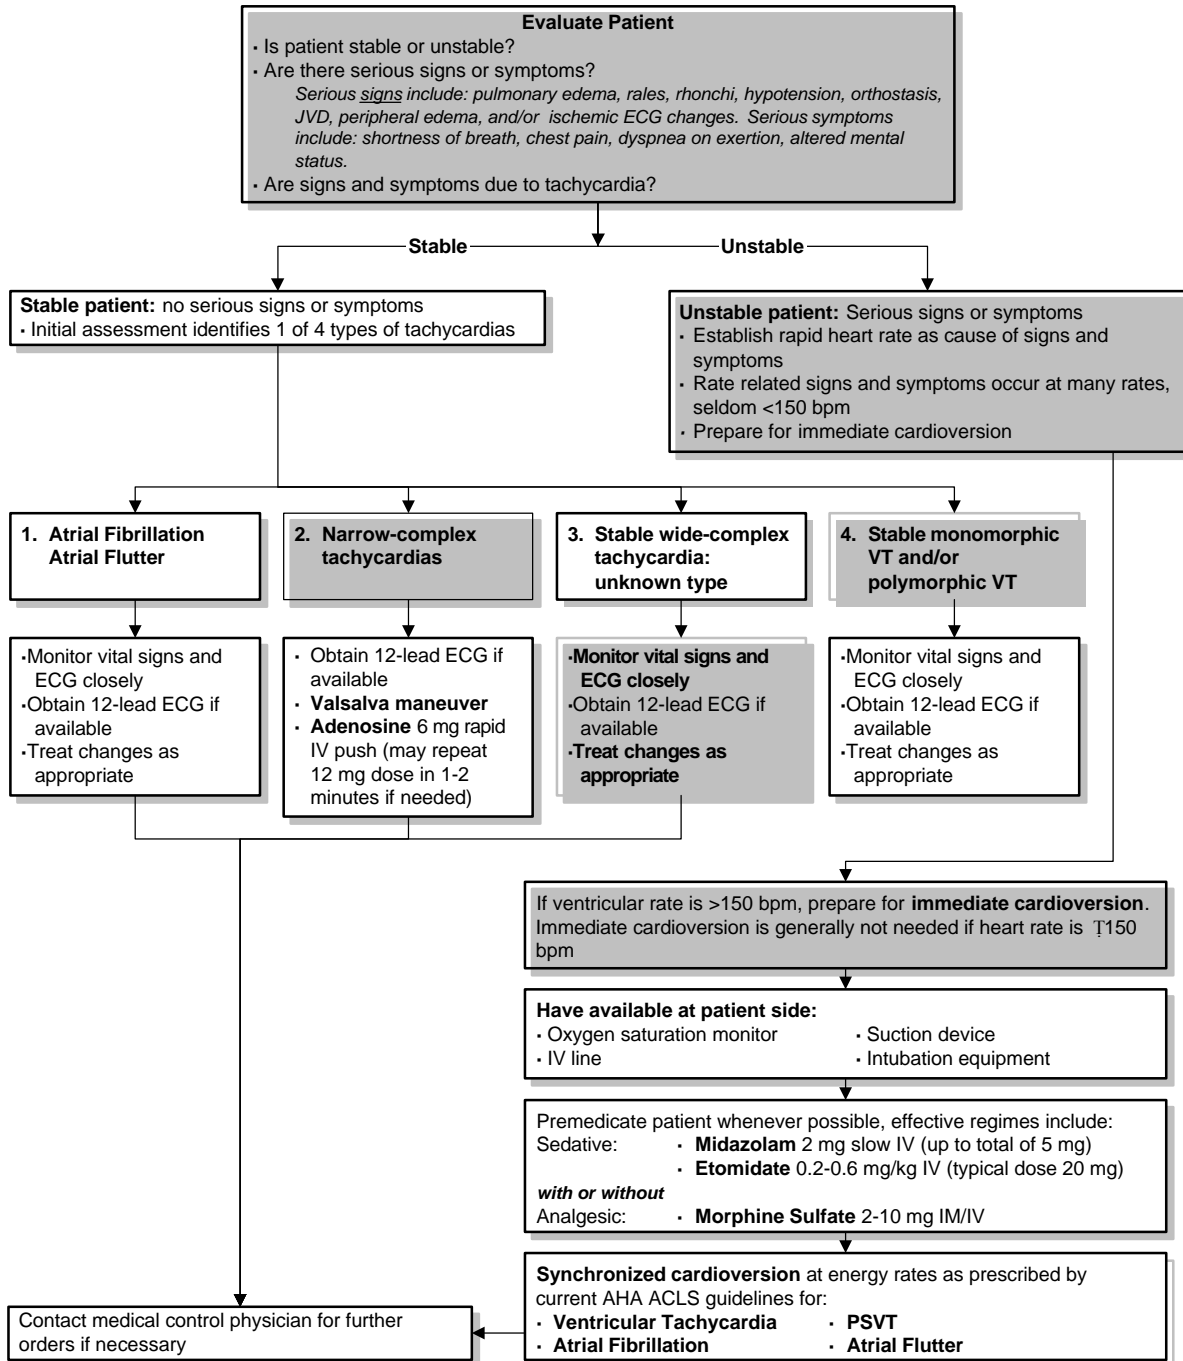 Evaluate Patient
· Is patient stable or unstable?
· Are there serious signs or symptoms?
Serious signs include: pulmonary edema, rales, rhonchi, hypotension, orthostasis,
JVD, peripheral edema, and/or ischemic ECG changes. Serious symptoms
include: shortness of breath, chest pain, dyspnea on exertion, altered mental
status.
· Are signs and symptoms due to tachycardia?
Stable
Unstable
Stable patient: no serious signs or symptoms
· Initial assessment identifies 1 of 4 types of tachycardias
Unstable patient: Serious signs or symptoms
· Establish rapid heart rate as cause of signs and
symptoms
· Rate related signs and symptoms occur at many rates,
seldom <150 bpm
· Prepare for immediate cardioversion
1. Atrial Fibrillation
Atrial Flutter
2. Narrow-complex
tachycardias
3. Stable wide-complex
tachycardia:
unknown type
4. Stable monomorphic
VT and/or
polymorphic VT
·Monitor vital signs and
ECG closely
·Obtain 12-lead ECG if
available
·Treat changes as
appropriate
· Obtain 12-lead ECG if
available
· Valsalva maneuver
· Adenosine 6 mg rapid
IV push (may repeat
12 mg dose in 1-2
minutes if needed)
·Monitor vital signs and
ECG closely
·Obtain 12-lead ECG if
available
·Treat changes as
appropriate
·Monitor vital signs and
ECG closely
·Obtain 12-lead ECG if
available
·Treat changes as
appropriate
If ventricular rate is >150 bpm, prepare for immediate cardioversion.
Immediate cardioversion is generally not needed if heart rate is Ţ150
bpm
Have available at patient side:
· Oxygen saturation monitor · Suction device
· IV line · Intubation equipment
Premedicate patient whenever possible, effective regimes include:
Sedative: · Midazolam 2 mg slow IV (up to total of 5 mg)
· Etomidate 0.2-0.6 mg/kg IV (typical dose 20 mg)
with or without
Analgesic: · Morphine Sulfate 2-10 mg IM/IV
Synchronized cardioversion at energy rates as prescribed by
current AHA ACLS guidelines for:
· Ventricular Tachycardia · PSVT
· Atrial Fibrillation · Atrial Flutter
Contact medical control physician for further
orders if necessary